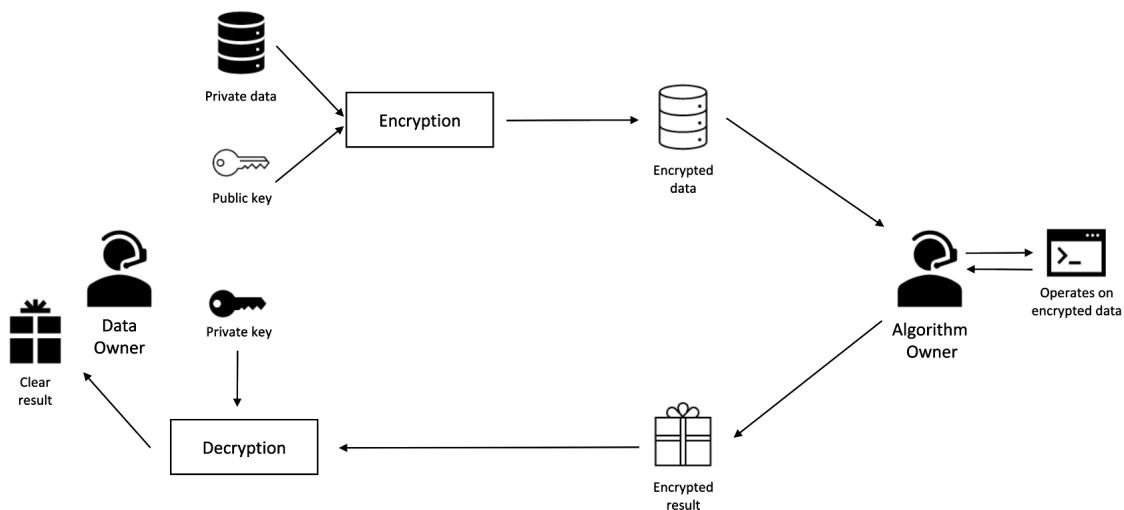 Private data
Encryption
Public key
Encrypted
data
Data
Owner
Private key
Clear
result
Algorithm
Owner
Operates on
encrypted data
Decryption
Encrypted
result
>_